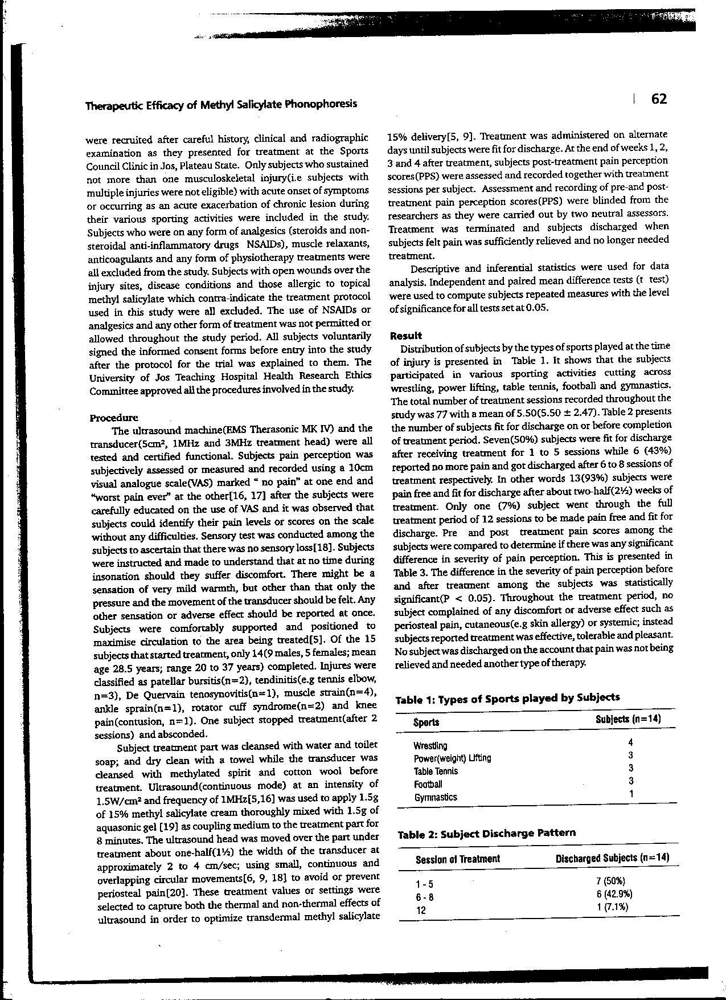 Therapeutic Efficacy of Methyl Salicylate Phonophoresis
| 62
were recruited after careful history, clinical and radiographic
examination as they presented for treatment at the Sports
Council Clinic in Jos, Plateau State. Only subjects who sustained
not more than one musculoskeletal injury(i.e subjects with
multiple injuries were not eligible) with acute onset of symptoms
or occurring as an acute exacerbation of chronic lesion during
their various sporting activities were included in the study.
Subjects who were on any form of analgesics (steroids and non-
steroidal anti-inflammatory drugs NSAIDs), muscle relaxants,
anticoagulants and any form of physiotherapy treatments were
all excluded from the study. Subjects with open wounds over the
injury sites, disease conditions and those allergic to topical
methyl salicylate which contra-indicate the treatment protocol
used in this study were all excluded. The use of NSAIDs or
analgesics and any other form of treatment was not permitted or
allowed throughout the study period. All subjects voluntarily
signed the informed consent forms before entry into the study
after the protocol for the trial was explained to them. The
University of Jos Teaching Hospital Health Research Ethics
Committee approved all the procedures involved in the study.
Procedure
The ultrasound machine(EMS Therasonic MK IV) and the
transducer(5cm², 1MHz and 3MHz treatment head) were all
tested and certified functional. Subjects pain perception was
subjectively assessed or measured and recorded using a 10cm
visual analogue scale(VAS) marked “ no pain” at one end and
“worst pain ever” at the other[16, 17] after the subjects were
carefully educated on the use of VAS and it was observed that
subjects could identify their pain levels or scores on the scale
without any difficulties. Sensory test was conducted among the
subjects to ascertain that there was no sensory loss[18]. Subjects
were instructed and made to understand that at no time during
insonation should they suffer discomfort. There might be a
sensation of very mild warmth, but other than that only the
pressure and the movement of the transducer should be felt. Any
other sensation or adverse effect should be reported at once.
Subjects were comfortably supported and positioned to
maximise circulation to the area being treated[5]. Of the 15
subjects that started treatment, only 14(9 males, 5 females; mean
age 28.5 years; range 20 to 37 years) completed. Injures were
classified as patellar bursitis(n=2), tendinitis(e.g tennis elbow,
n=3), De Quervain tenosynovitis(n=1), muscle strain(n=4),
ankle sprain(n=1), rotator cuff syndrome(n=2) and knee
pain(contusion, n=1). One subject stopped treatment(after 2
sessions) and absconded.
Subject treatment part was cleansed with water and toilet
soap; and dry clean with a towel while the transducer was
cleansed with methylated spirit and cotton wool before
treatment. Ultrasound(continuous mode) at an intensity of
1.5W/cm² and frequency of 1MHz[5,16] was used to apply 1.5g
of 15% methyl salicylate cream thoroughly mixed with 1.5g of
aquasonic gel [19] as coupling medium to the treatment part for
8 minutes. The ultrasound head was moved over the part under
treatment about one-half(1½) the width of the transducer at
approximately 2 to 4 cm/sec; using small, continuous and
overlapping circular movements[6, 9, 18] to avoid or prevent
periosteal pain[20]. These treatment values or settings were
selected to capture both the thermal and non-thermal effects of
ultrasound in order to optimize transdermal methyl salicylate
15% delivery[5, 9]. Treatment was administered on alternate
days until subjects were fit for discharge. At the end of weeks 1, 2,
3 and 4 after treatment, subjects post-treatment pain perception
scores(PPS) were assessed and recorded together with treatment
sessions per subject. Assessment and recording of pre-and post-
treatment pain perception scores(PPS) were blinded from the
researchers as they were carried out by two neutral assessors.
Treatment was terminated and subjects discharged when
subjects felt pain was sufficiently relieved and no longer needed
treatment.
Descriptive and inferential statistics were used for data
analysis. Independent and paired mean difference tests (t test)
were used to compute subjects repeated measures with the level
of significance for all tests set at 0.05.
Result
Distribution of subjects by the types of sports played at the time
of injury is presented in Table 1. It shows that the subjects
participated in various sporting activities cutting across
wrestling, power lifting, table tennis, football and gymnastics.
The total number of treatment sessions recorded throughout the
study was 77 with a mean of 5.50(5.50 ± 2.47). Table 2 presents
the number of subjects fit for discharge on or before completion
of treatment period. Seven(50%) subjects were fit for discharge
after receiving treatment for 1 to 5 sessions while 6 (43%)
reported no more pain and got discharged after 6 to 8 sessions of
treatment respectively. In other words 13(93%) subjects were
pain free and fit for discharge after about two-half(2½) weeks of
treatment. Only one (7%) subject went through the full
treatment period of 12 sessions to be made pain free and fit for
discharge. Pre and post treatment pain scores among the
subjects were compared to determine if there was any significant
difference in severity of pain perception. This is presented in
Table 3. The difference in the severity of pain perception before
and after treatment among the subjects was statistically
significant(P < 0.05). Throughout the treatment period, no
subject complained of any discomfort or adverse effect such as
periosteal pain, cutaneous(e.g skin allergy) or systemic; instead
subjects reported treatment was effective, tolerable and pleasant.
No subject was discharged on the account that pain was not being
relieved and needed another type of therapy.
Table 1: Types of Sports played by Subjects
Sports Subjects (n=14)
Wrestling 4
Power(weight) Lifting 3
Table Tennis 3
Football 3
Gymnastics 1
Table 2: Subject Discharge Pattern
Session of Treatment Discharged Subjects (n=14)
1 - 5 7 (50%)
6 - 8 6 (42.9%)
12 1 (7.1%)